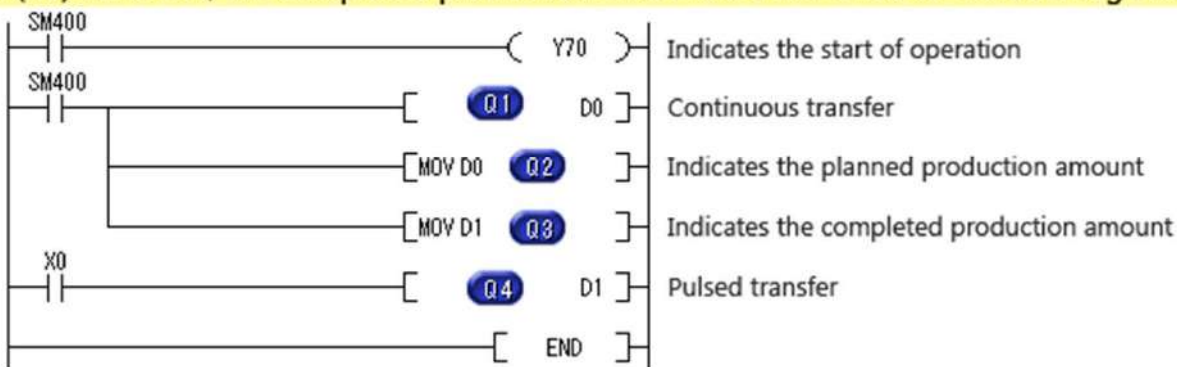 SM400
Y70 Indicates the start of operation
SM400
Q1 D0 Continuous transfer
MOV D0 Q2 Indicates the planned production amount
MOV D1 Q3 Indicates the completed production amount
X0
Q4 D1 Pulsed transfer
END